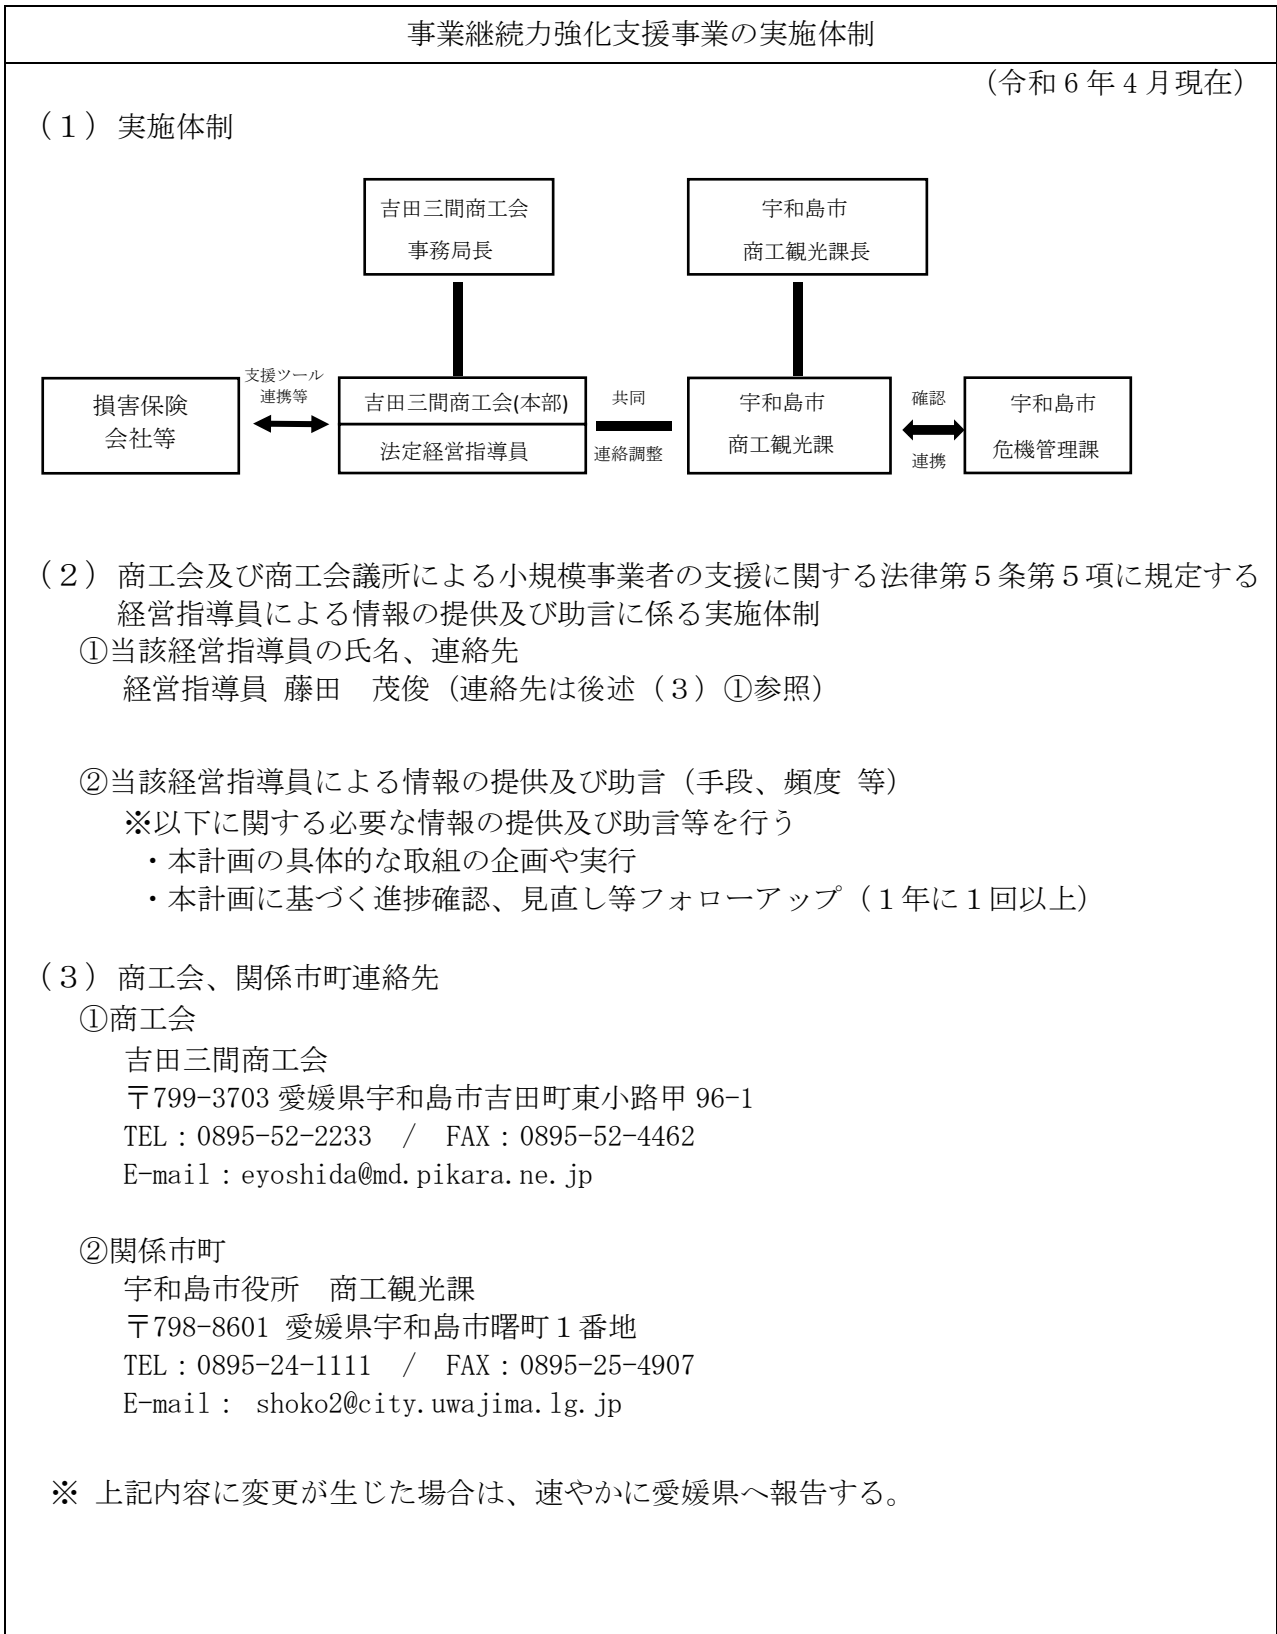 事業継続力強化支援事業の実施体制
（令和６年４月現在）
（１）実施体制
吉田三間商工会
事務局長
宇和島市
商工観光課長
損害保険
会社等
支援ツール
連携等
吉田三間商工会(本部)
法定経営指導員
共同
連絡調整
宇和島市
商工観光課
確認
連携
宇和島市
危機管理課
（２）商工会及び商工会議所による小規模事業者の支援に関する法律第５条第５項に規定する
経営指導員による情報の提供及び助言に係る実施体制
①当該経営指導員の氏名、連絡先
経営指導員 藤田　茂俊（連絡先は後述（３）①参照）
②当該経営指導員による情報の提供及び助言（手段、頻度 等）
※以下に関する必要な情報の提供及び助言等を行う
・本計画の具体的な取組の企画や実行
・本計画に基づく進捗確認、見直し等フォローアップ（１年に１回以上）
（３）商工会、関係市町連絡先
①商工会
吉田三間商工会
〒799-3703 愛媛県宇和島市吉田町東小路甲 96-1
TEL：0895-52-2233　/　FAX：0895-52-4462
E-mail：eyoshida@md.pikara.ne.jp
②関係市町
宇和島市役所　商工観光課
〒798-8601 愛媛県宇和島市曙町１番地
TEL：0895-24-1111　/　FAX：0895-25-4907
E-mail： shoko2@city.uwajima.lg.jp
※ 上記内容に変更が生じた場合は、速やかに愛媛県へ報告する。